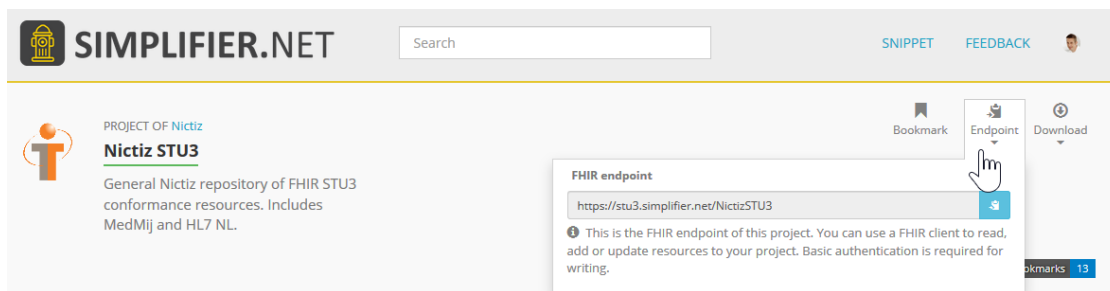 SIMPLIFIER.NET
Search
SNIPPET
FEEDBACK
PROJECT OF Nictiz
Nictiz STU3
General Nictiz repository of FHIR STU3
conformance resources. Includes
MedMij and HL7 NL.
Bookmark
Endpoint
Download
FHIR endpoint
https://stu3.simplifier.net/NictizSTU3
This is the FHIR endpoint of this project. You can use a FHIR client to read,
add or update resources to your project. Basic authentication is required for
writing.
okmarks 13